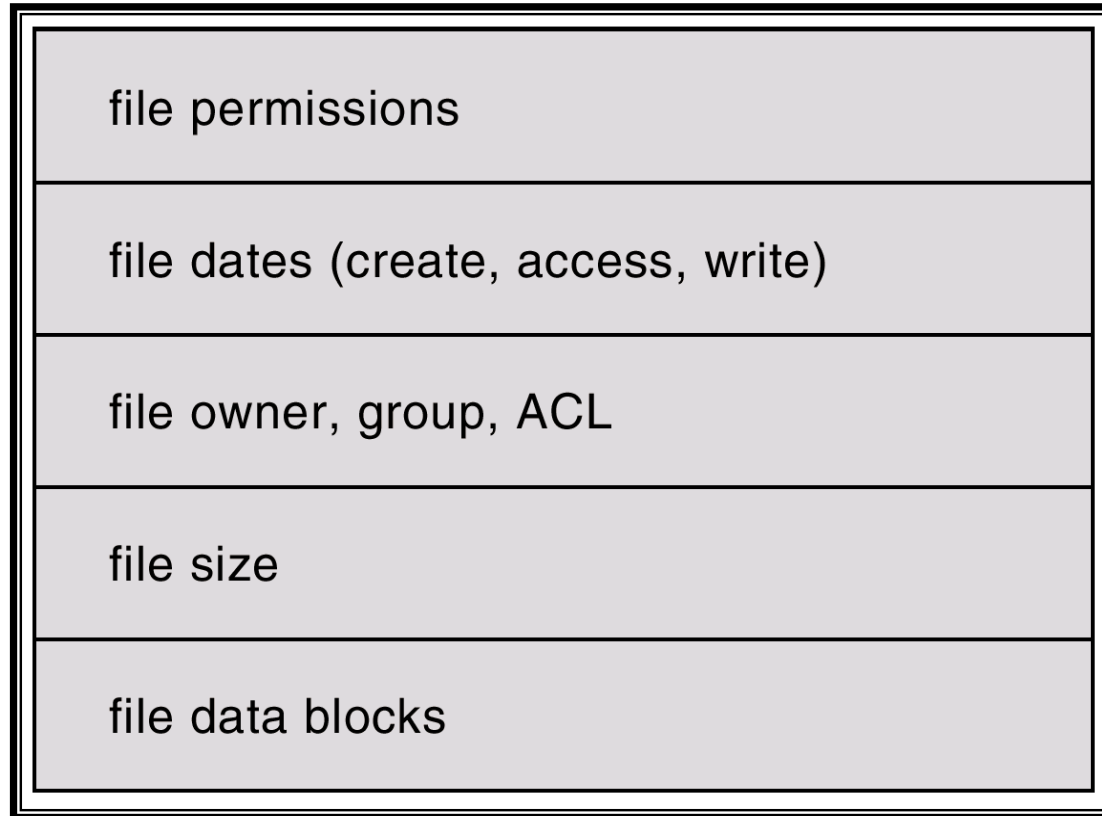 file permissions
file dates (create, access, write)
file owner, group, ACL
file size
file data blocks